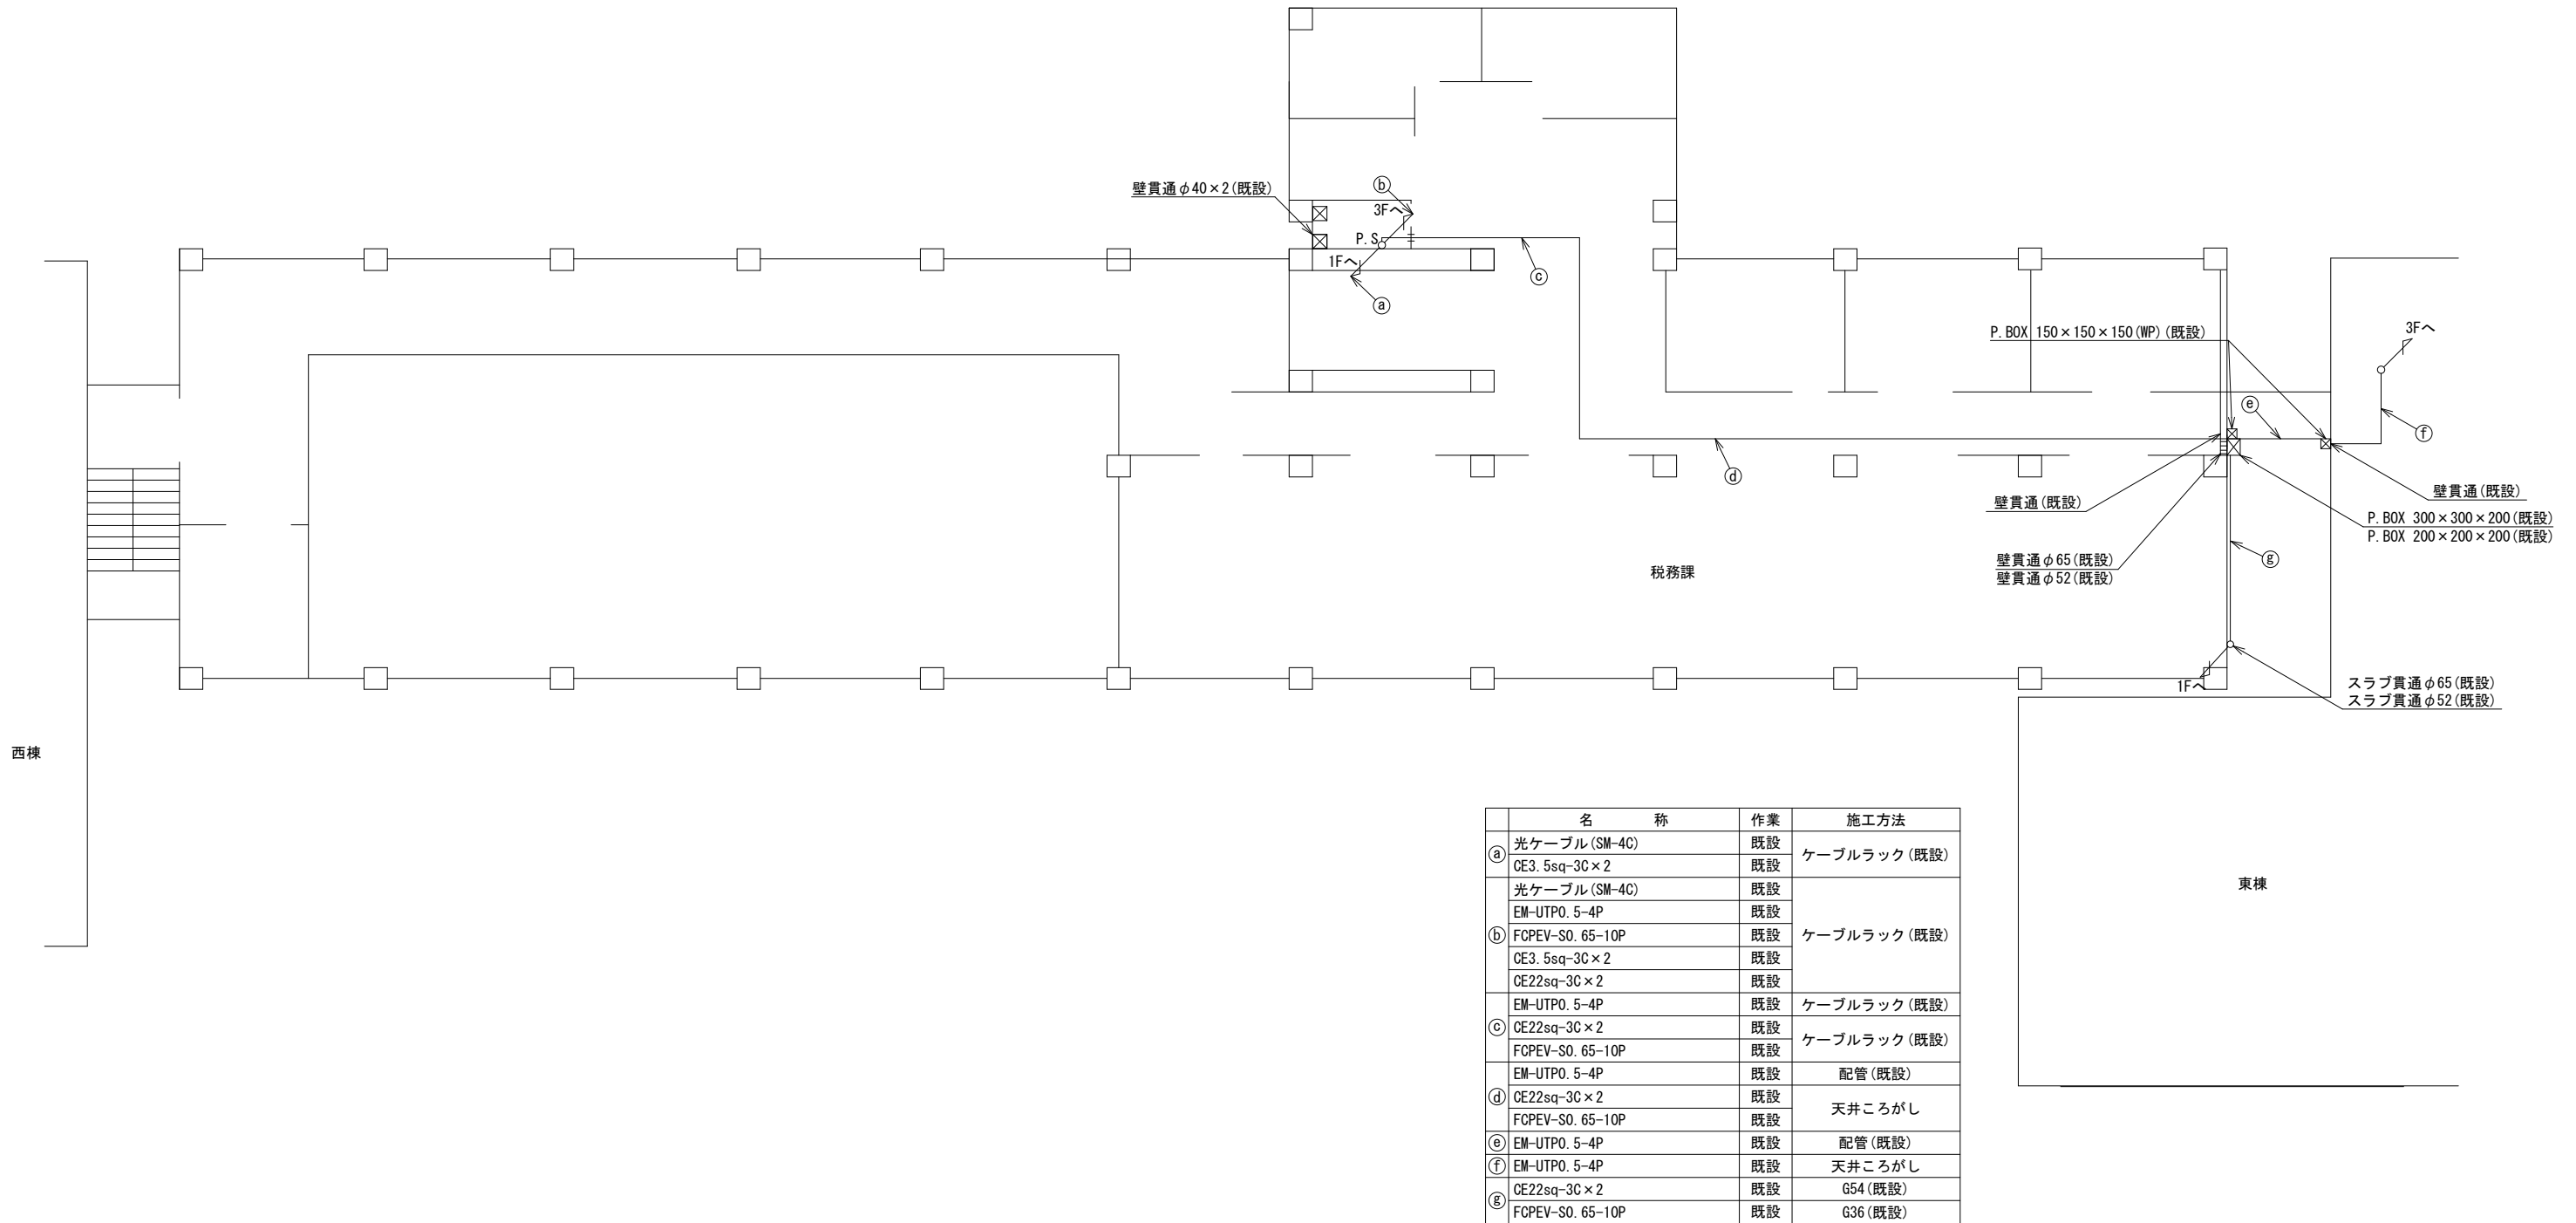 壁貫通φ40×2(既設)
ⓑ
3Fへ
P.S
1Fへ
ⓒ
ⓐ
P.BOX 150×150×150(WP)(既設)
3Fへ
ⓔ
ⓕ
ⓓ
壁貫通(既設)
壁貫通(既設)
P.BOX 300×300×200(既設)
P.BOX 200×200×200(既設)
壁貫通φ65(既設)
壁貫通φ52(既設)
ⓖ
税務課
1Fへ
スラブ貫通φ65(既設)
スラブ貫通φ52(既設)
西棟
東棟
名 称 作業 施工方法
ⓐ 光ケーブル(SM-4C) 既設 ケーブルラック(既設)
CE3.5sq-3C×2 既設
ⓑ 光ケーブル(SM-4C) 既設 ケーブルラック(既設)
EM-UTP0.5-4P 既設
FCPEV-S0.65-10P 既設
CE3.5sq-3C×2 既設
CE22sq-3C×2 既設
ⓒ EM-UTP0.5-4P 既設 ケーブルラック(既設)
CE22sq-3C×2 既設 ケーブルラック(既設)
FCPEV-S0.65-10P 既設
ⓓ EM-UTP0.5-4P 既設 配管(既設)
CE22sq-3C×2 既設 天井ころがし
FCPEV-S0.65-10P 既設
ⓔ EM-UTP0.5-4P 既設 配管(既設)
ⓕ EM-UTP0.5-4P 既設 天井ころがし
ⓖ CE22sq-3C×2 既設 G54(既設)
FCPEV-S0.65-10P 既設 G36(既設)